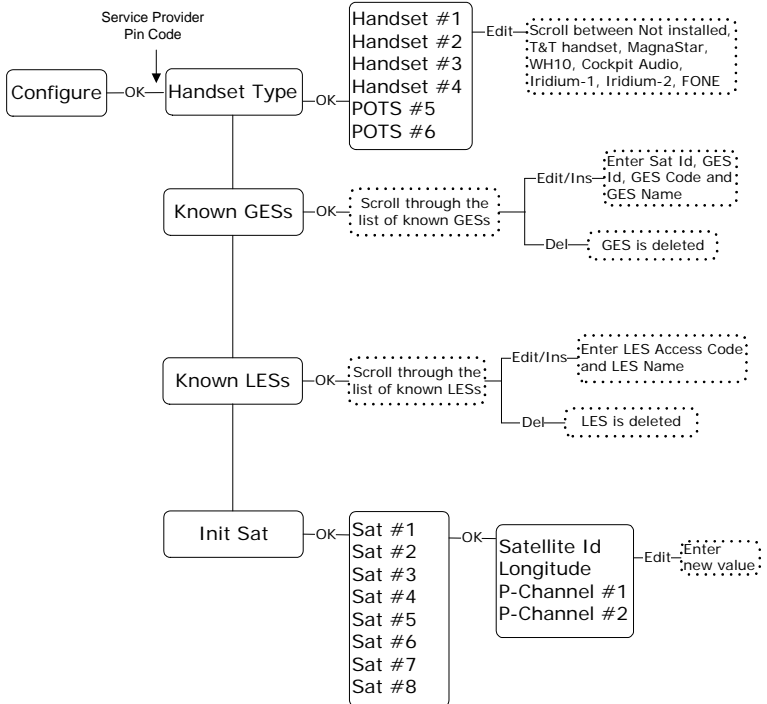 Service Provider
Pin Code
Configure
OK
Handset Type
OK
Handset #1
Handset #2
Handset #3
Handset #4
POTS #5
POTS #6
Edit
Scroll between Not installed,
T&T handset, MagnaStar,
WH10, Cockpit Audio,
Iridium-1, Iridium-2, FONE
Known GESs
OK
Scroll through the
list of known GESs
Edit/Ins
Enter Sat Id, GES
Id, GES Code and
GES Name
Del
GES is deleted
Known LESs
OK
Scroll through the
list of known LESs
Edit/Ins
Enter LES Access Code
and LES Name
Del
LES is deleted
Init Sat
OK
Sat #1
Sat #2
Sat #3
Sat #4
Sat #5
Sat #6
Sat #7
Sat #8
OK
Satellite Id
Longitude
P-Channel #1
P-Channel #2
Edit
Enter
new value